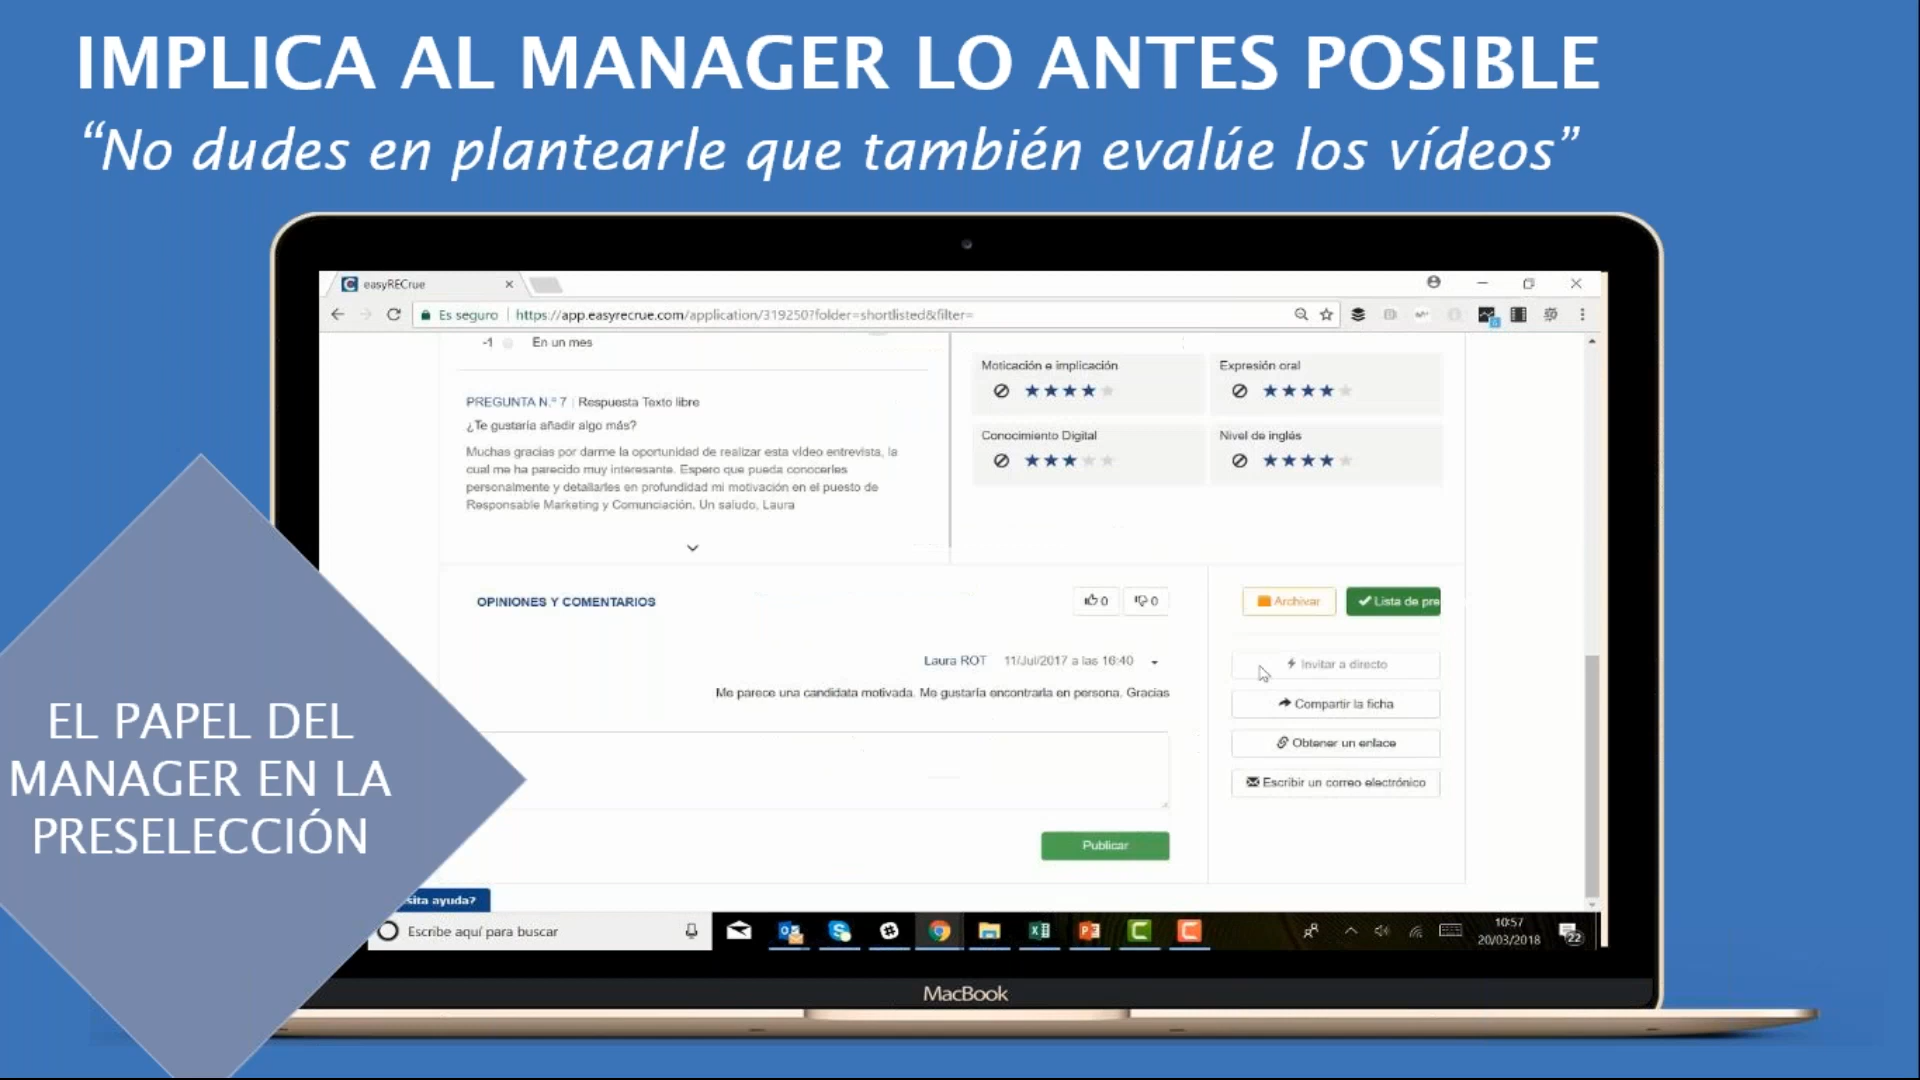 IMPLICA AL MANAGER LO ANTES POSIBLE
“No dudes en plantearle que también evalúe los vídeos”
easyRECrue
Es seguro | https://app.easyrecrue.com/application/319250?folder=shortlisted&filter=
-1 En un mes
PREGUNTA N.º 7 | Respuesta Texto libre
¿Te gustaría añadir algo más?
Muchas gracias por darme la oportunidad de realizar esta vídeo entrevista, la
cual me ha parecido muy interesante. Espero que pueda conocerles
personalmente y detallarles en profundidad mi motivación en el puesto de
Responsable Marketing y Comunciación. Un saludo, Laura
Moticación e implicación
Expresión oral
Conocimiento Digital
Nivel de inglés
OPINIONES Y COMENTARIOS
0
0
Archivar
Lista de pre
Laura ROT 11/Jul/2017 a las 16:40
Me parece una candidata motivada. Me gustaría encontrarla en persona. Gracias
Invitar a directo
Compartir la ficha
Obtener un enlace
Escribir un correo electrónico
Publicar
EL PAPEL DEL
MANAGER EN LA
PRESELECCIÓN
sita ayuda?
Escribe aquí para buscar
10:57
20/03/2018
22
MacBook